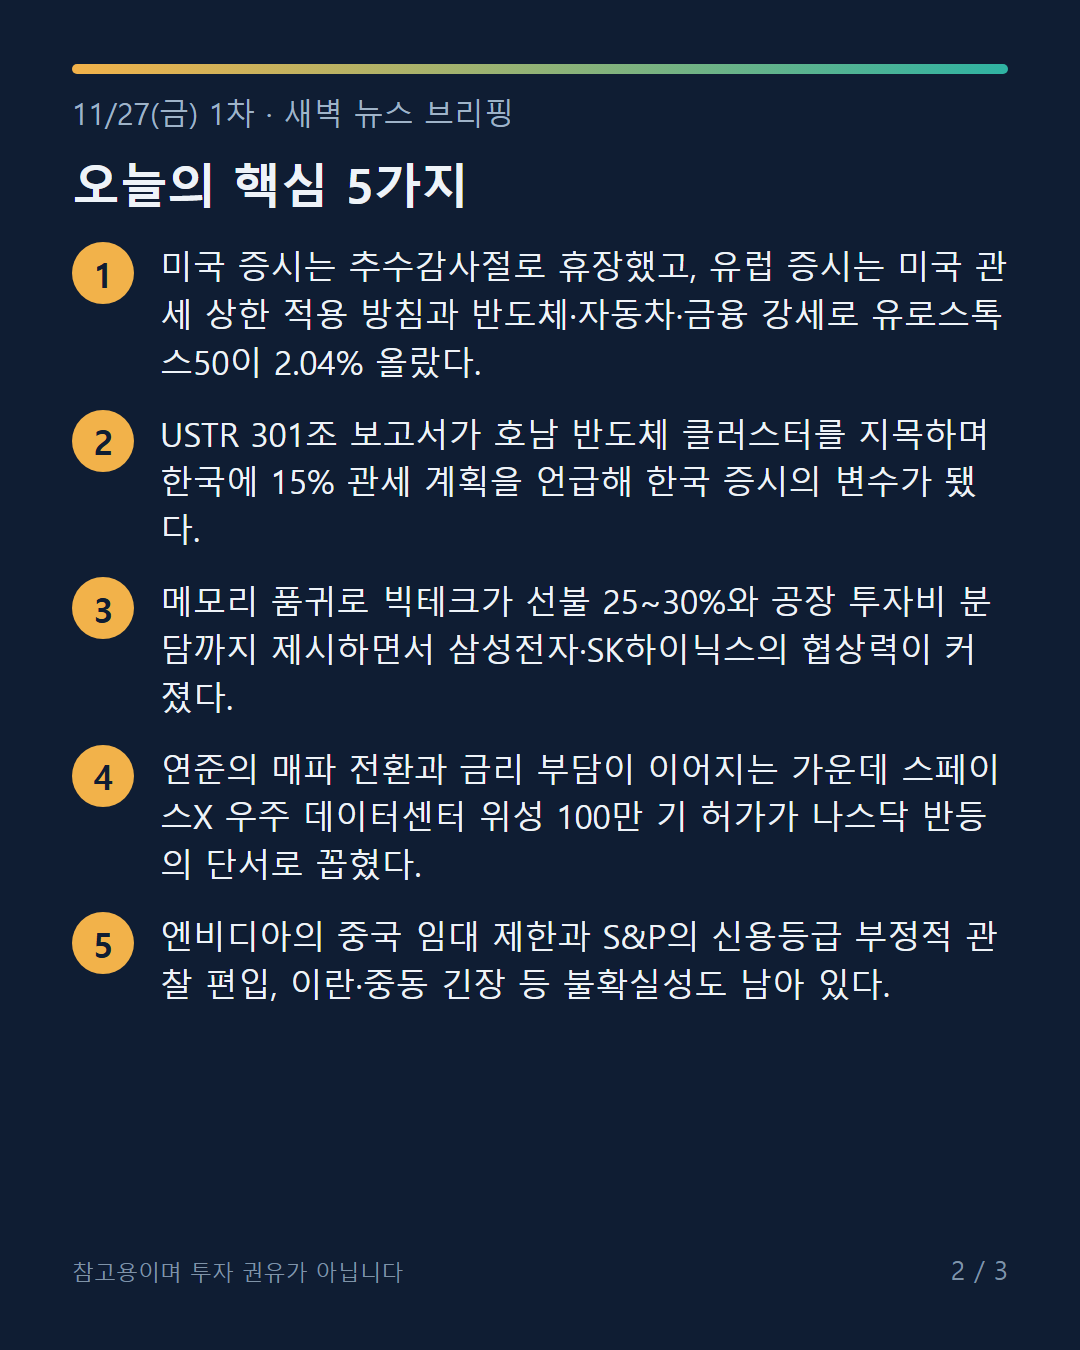 11/27(금) 1차 · 새벽 뉴스 브리핑
오늘의 핵심 5가지
1
미국 증시는 추수감사절로 휴장했고, 유럽 증시는 미국 관
세 상한 적용 방침과 반도체·자동차·금융 강세로 유로스톡
스50이 2.04% 올랐다.
2
USTR 301조 보고서가 호남 반도체 클러스터를 지목하며
한국에 15% 관세 계획을 언급해 한국 증시의 변수가 됐
다.
3
메모리 품귀로 빅테크가 선불 25~30%와 공장 투자비 분
담까지 제시하면서 삼성전자·SK하이닉스의 협상력이 커
졌다.
4
연준의 매파 전환과 금리 부담이 이어지는 가운데 스페이
스X 우주 데이터센터 위성 100만 기 허가가 나스닥 반등
의 단서로 꼽혔다.
5
엔비디아의 중국 임대 제한과 S&P의 신용등급 부정적 관
찰 편입, 이란·중동 긴장 등 불확실성도 남아 있다.
참고용이며 투자 권유가 아닙니다
2 / 3